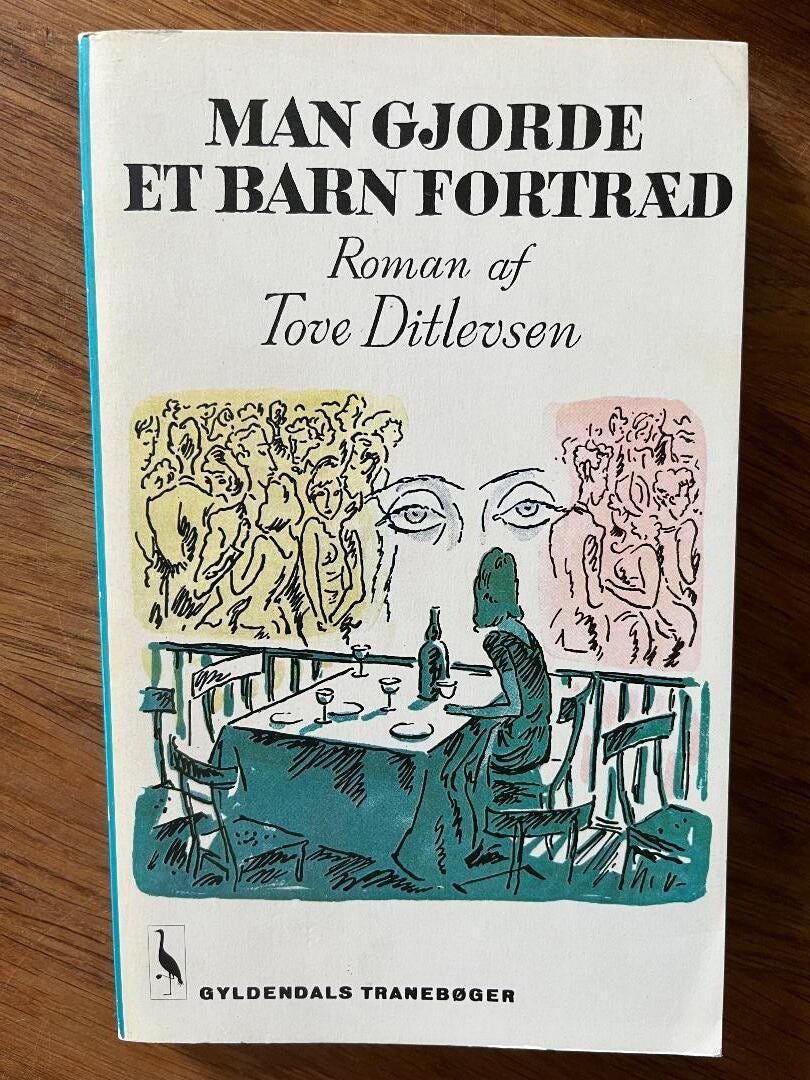 MAN GJORDE
ET BARN FORTRÆD
Roman af
Tove Ditlevsen
GYLDENDALS TRANEBØGER